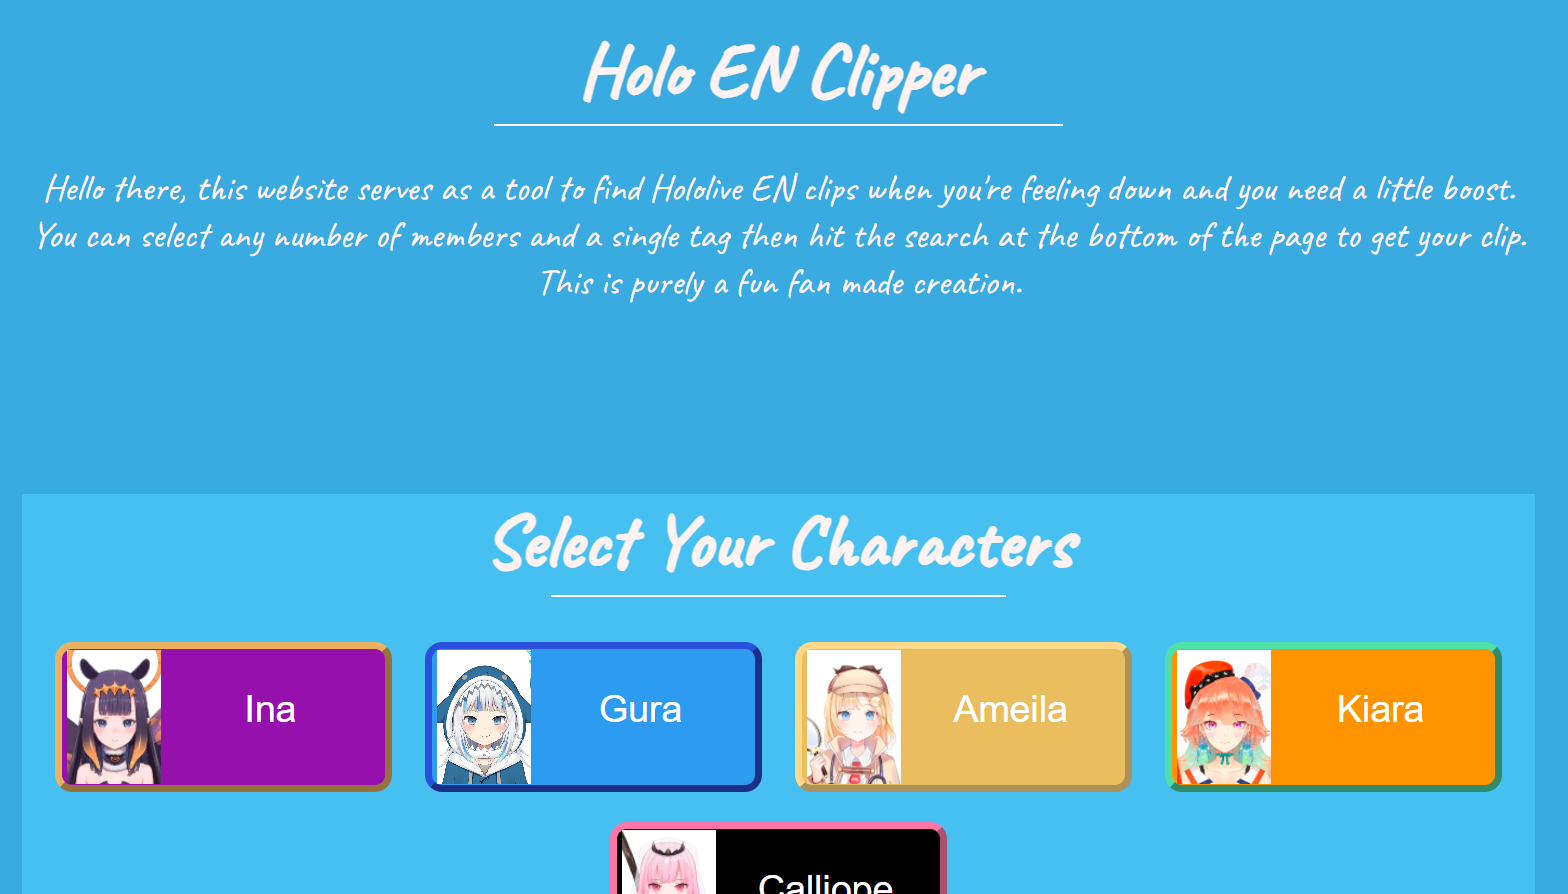 Holo EN Clipper
Hello there, this website serves as a tool to find Hololive EN clips when you're feeling down and you need a little boost.
You can select any number of members and a single tag then hit the search at the bottom of the page to get your clip.
This is purely a fun fan made creation.
Select Your Characters
Ina
Gura
Ameila
Kiara
Calliope